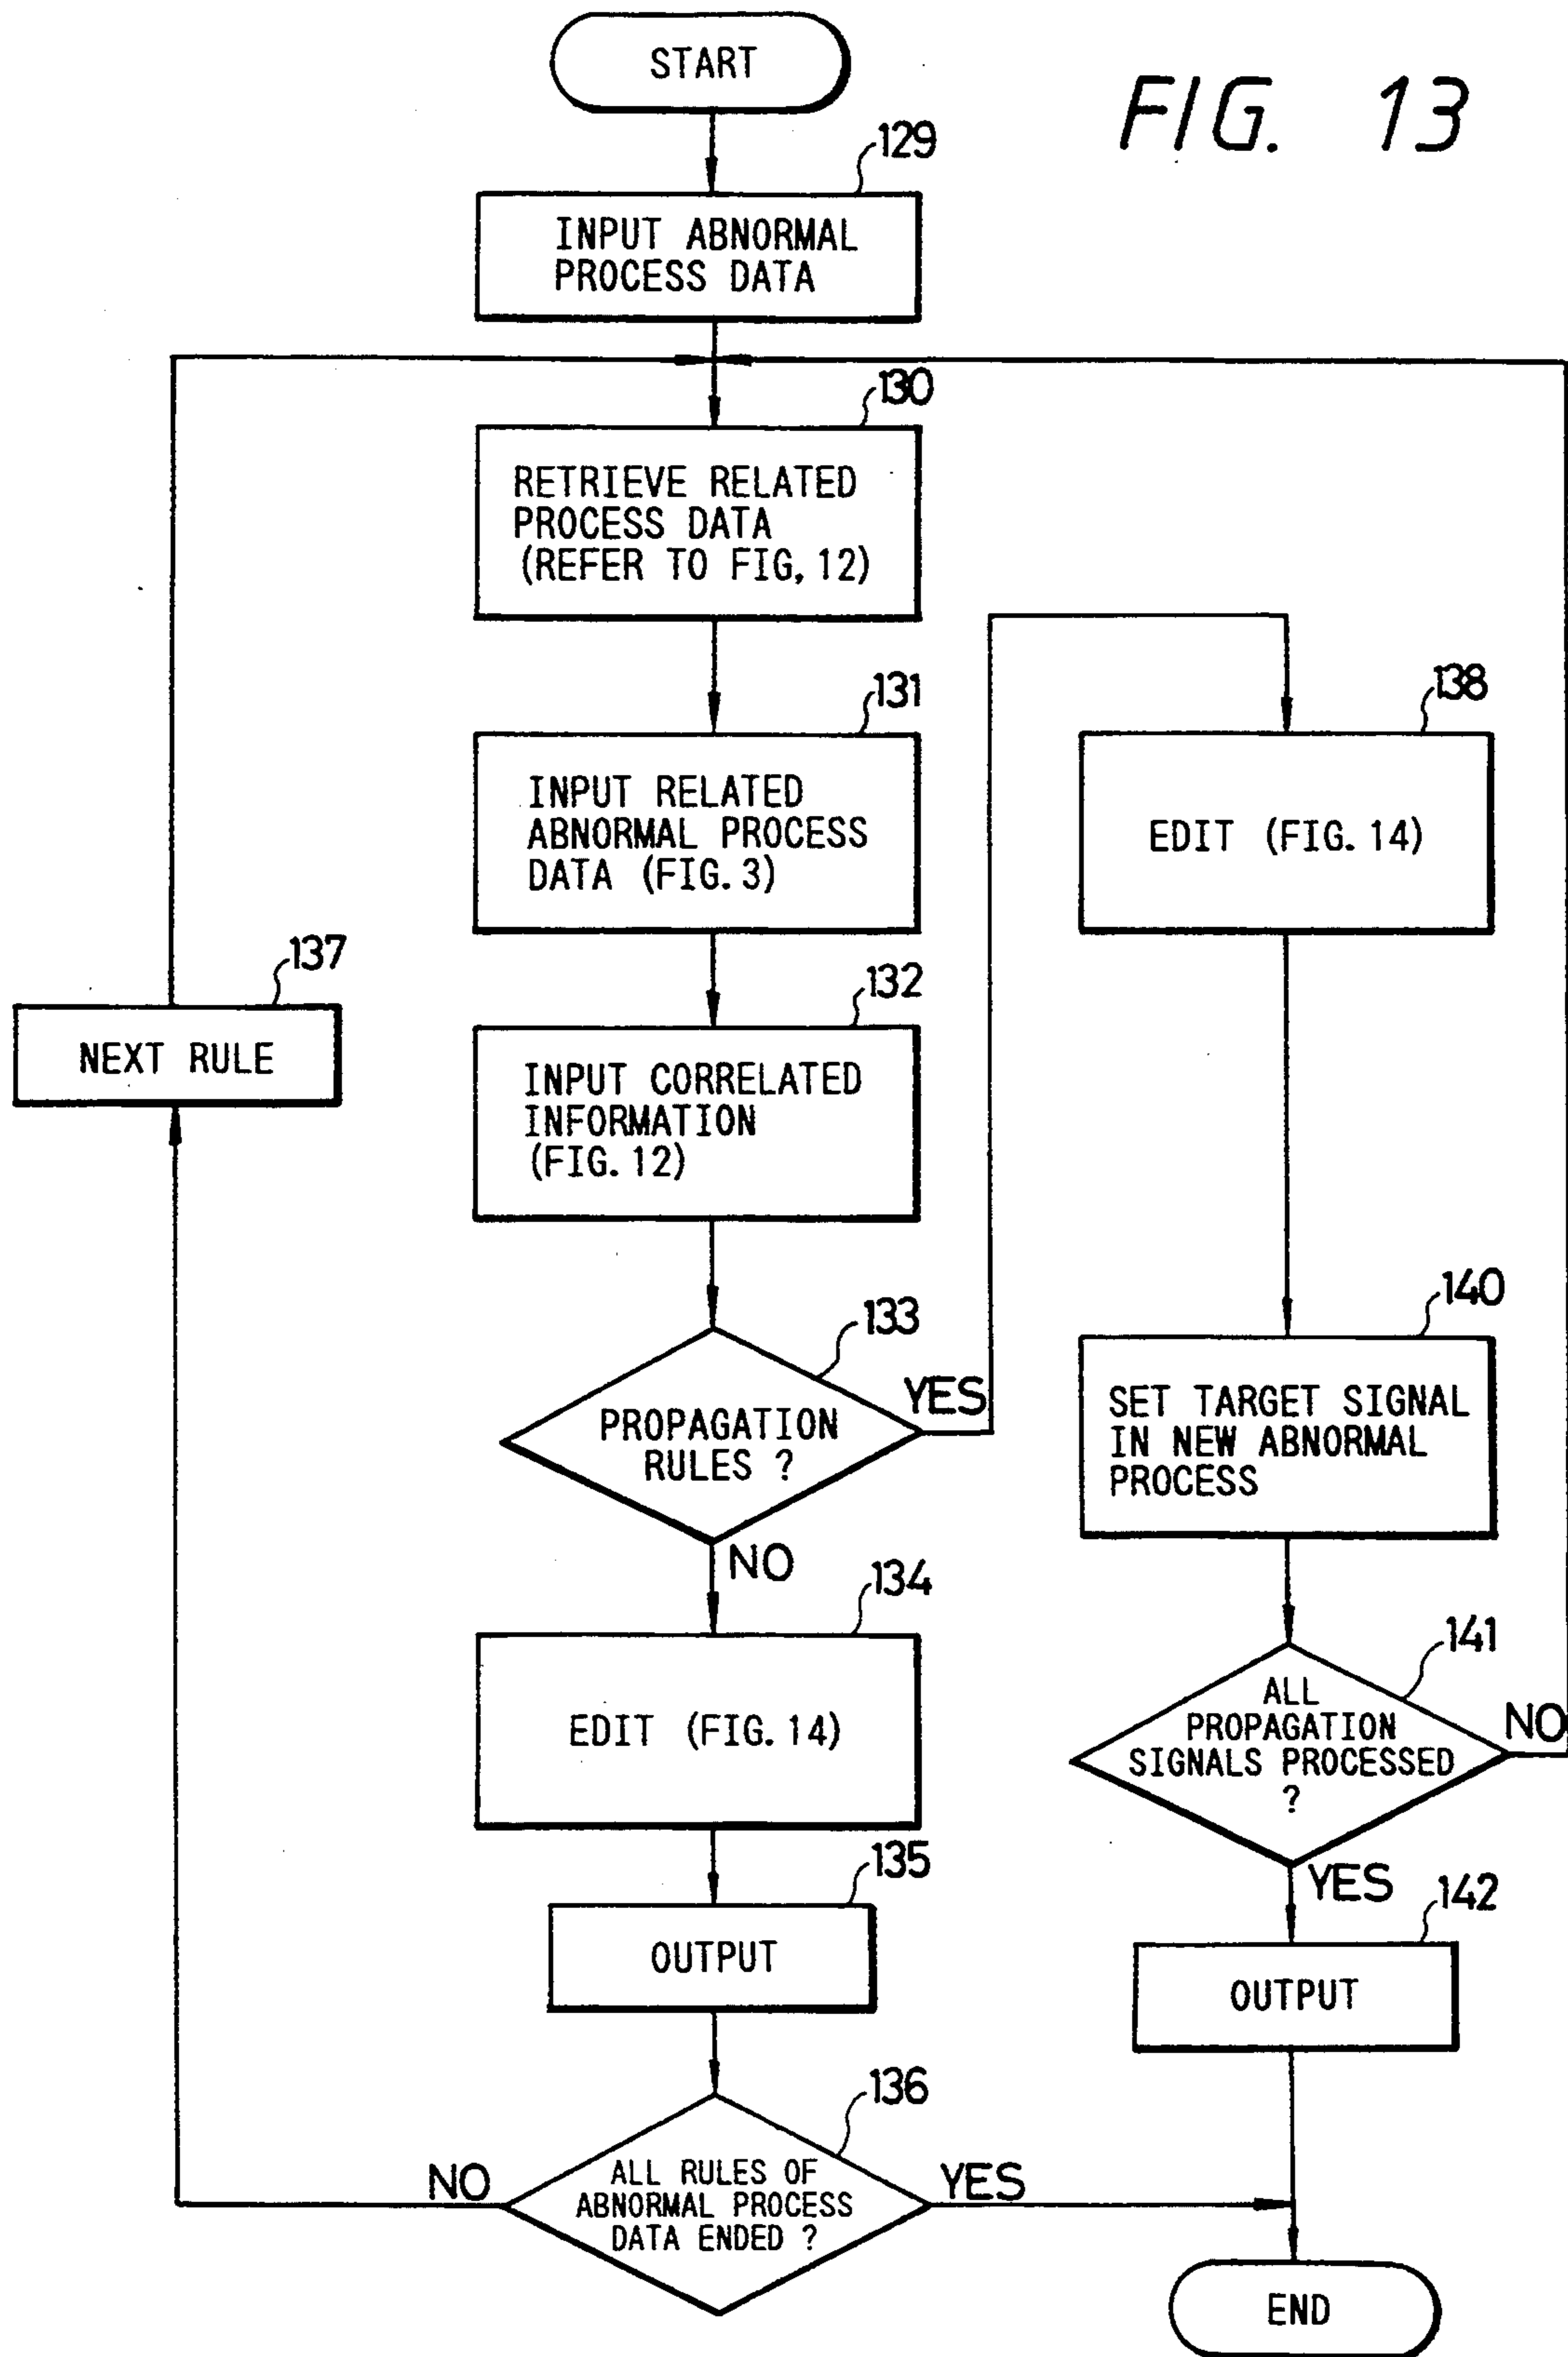 START
FIG. 13
129
INPUT ABNORMAL
PROCESS DATA
130
RETRIEVE RELATED
PROCESS DATA
(REFER TO FIG. 12)
131
INPUT RELATED
ABNORMAL PROCESS
DATA (FIG. 3)
132
INPUT CORRELATED
INFORMATION
(FIG. 12)
133
PROPAGATION
RULES ?
YES
NO
134
EDIT (FIG. 14)
135
OUTPUT
136
ALL RULES OF
ABNORMAL PROCESS
DATA ENDED ?
NO
YES
137
NEXT RULE
138
EDIT (FIG. 14)
140
SET TARGET SIGNAL
IN NEW ABNORMAL
PROCESS
141
ALL
PROPAGATION
SIGNALS PROCESSED
?
NO
YES
142
OUTPUT
END